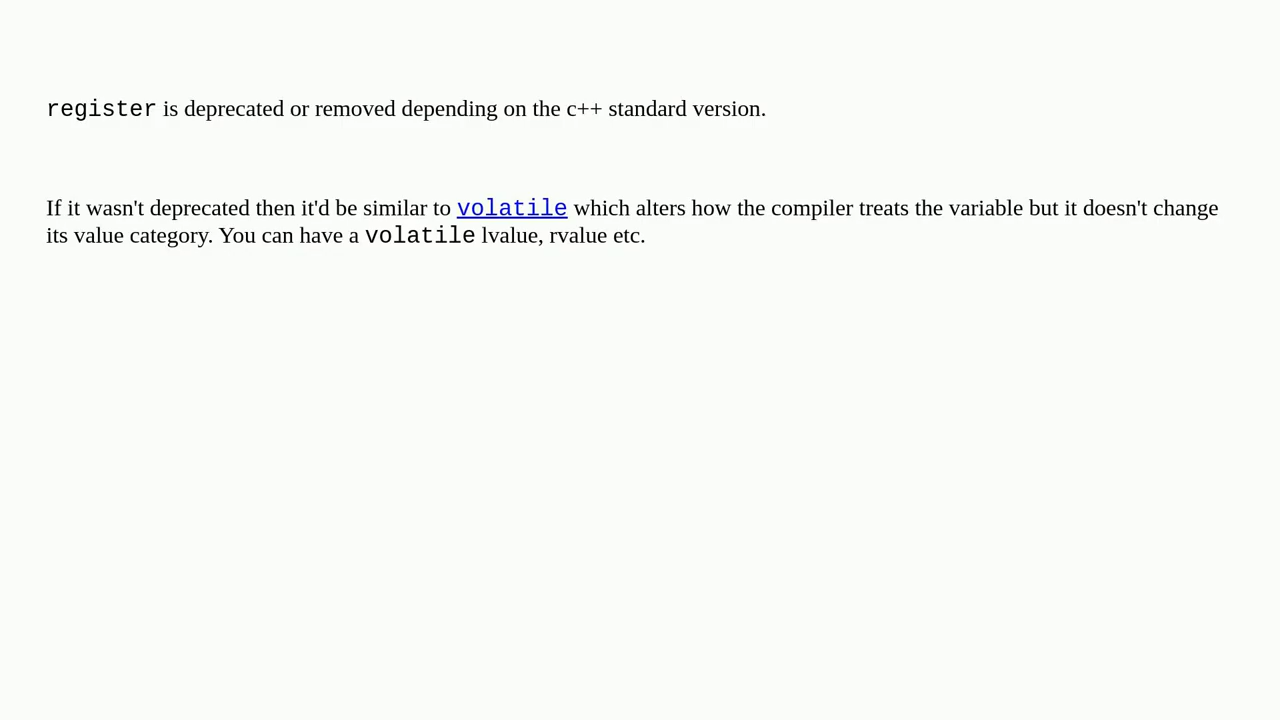 register is deprecated or removed depending on the c++ standard version.
If it wasn't deprecated then it'd be similar to volatile which alters how the compiler treats the variable but it doesn't change
its value category. You can have a volatile lvalue, rvalue etc.